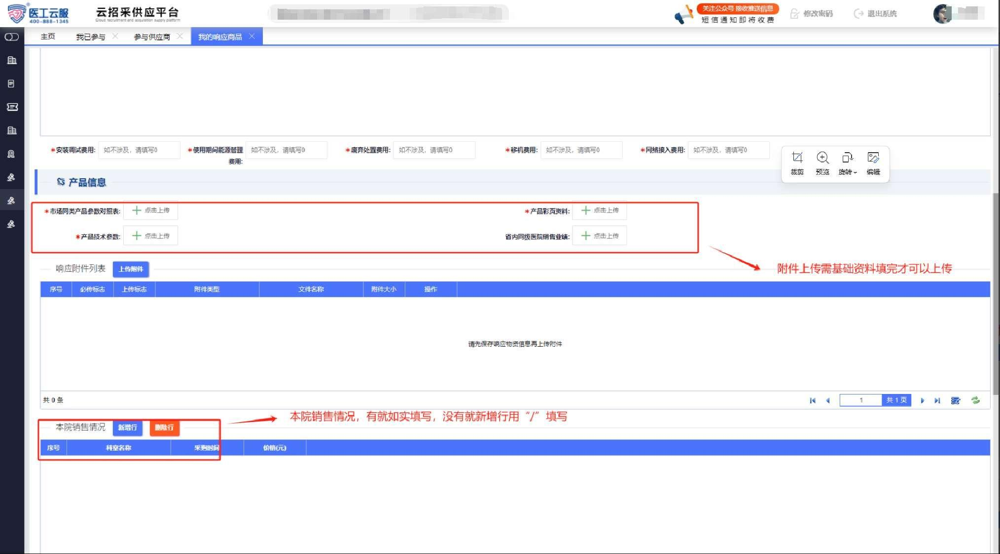 医工云服®
400-888-1345
云招采供应平台
Cloud recruitment and acquisition supply platform
关注公众号 接收推送信息
短信通知即将收费
修改密码
退出系统
主页
我已参与
参与供应商
我的响应商品
*安装调试费用: 如不涉及，请填写0
*使用期间能源管理费用: 如不涉及，请填写0
*废弃处置费用: 如不涉及，请填写0
*移机费用: 如不涉及，请填写0
*网络接入费用: 如不涉及，请填写0
裁剪 预览 旋转 编辑
产品信息
*市场同类产品参数对照表: 点击上传
*产品彩页资料: 点击上传
*产品技术参数: 点击上传
省内同级医院销售业绩: 点击上传
附件上传需基础资料填完才可以上传
响应附件列表 上传附件
序号 必传标志 上传标志 附件类型 文件名称 附件大小 操作
请先保存响应物资信息再上传附件
共 0 条
1 共 1 页
本院销售情况，有就如实填写，没有就新增行用“/”填写
本院销售情况 新增行 删除行
序号 科室名称 采购时间 价格(元)